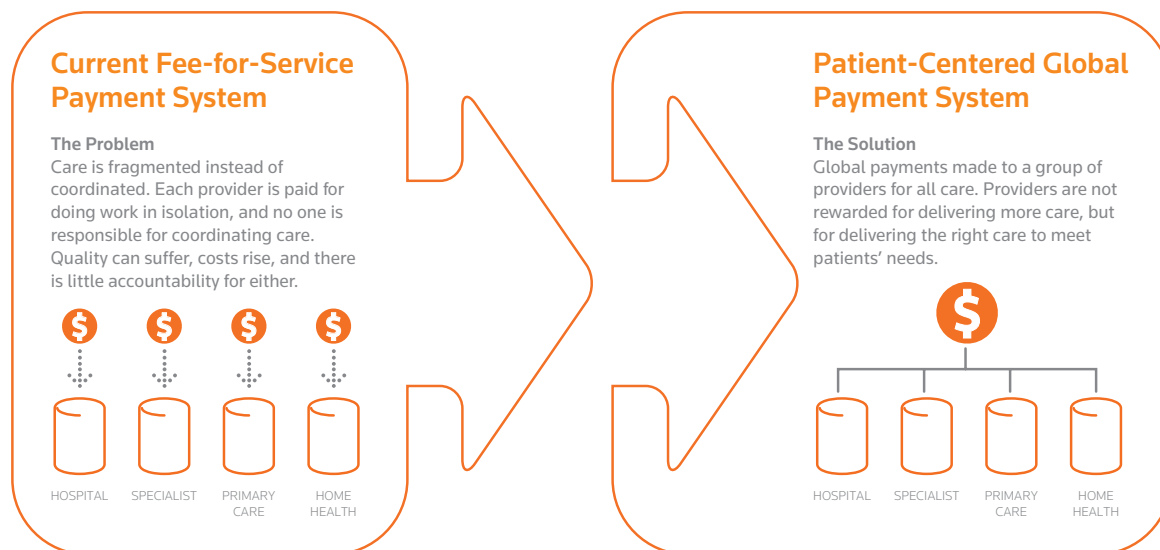 Current Fee-for-Service
Payment System
The Problem
Care is fragmented instead of
coordinated. Each provider is paid for
doing work in isolation, and no one is
responsible for coordinating care.
Quality can suffer, costs rise, and there
is little accountability for either.
$ $ $ $
HOSPITAL SPECIALIST PRIMARY HOME
CARE HEALTH
Patient-Centered Global
Payment System
The Solution
Global payments made to a group of
providers for all care. Providers are not
rewarded for delivering more care, but
for delivering the right care to meet
patients’ needs.
$
HOSPITAL SPECIALIST PRIMARY HOME
CARE HEALTH